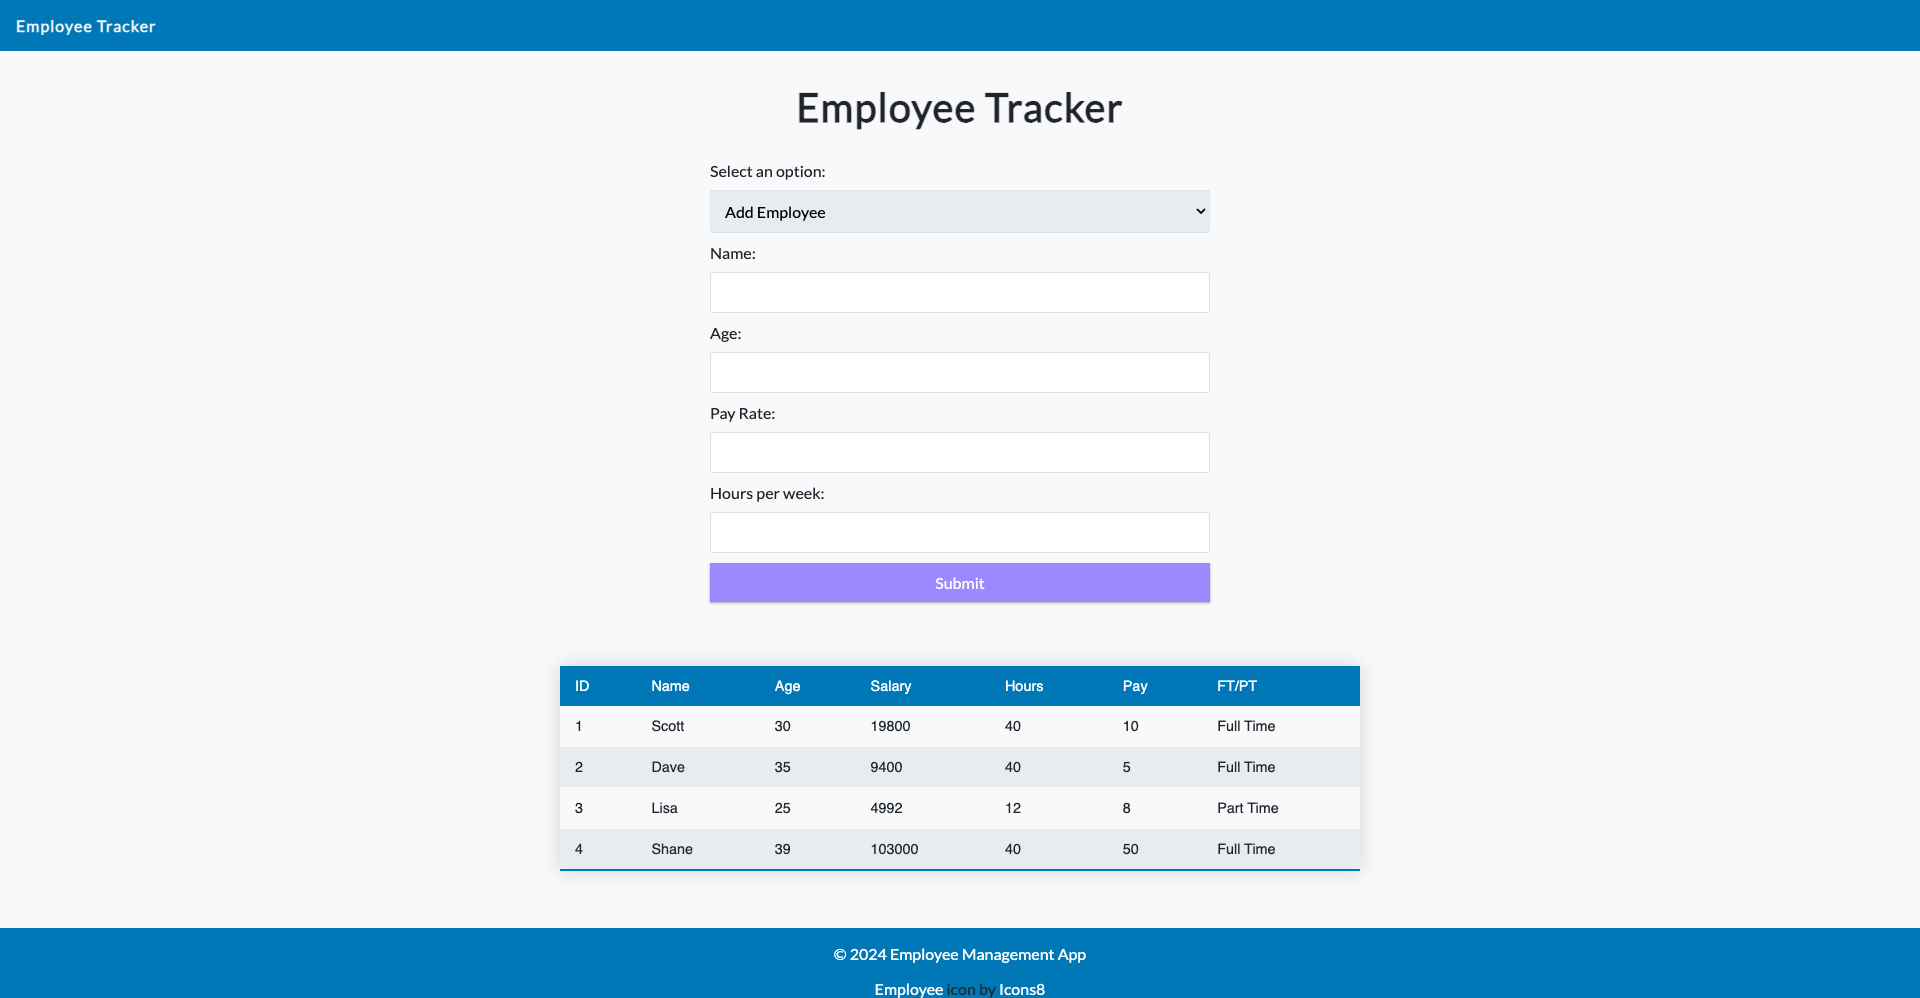 Employee Tracker
Employee Tracker
Select an option:
Add Employee
Name:
Age:
Pay Rate:
Hours per week:
Submit
ID Name Age Salary Hours Pay FT/PT
1 Scott 30 19800 40 10 Full Time
2 Dave 35 9400 40 5 Full Time
3 Lisa 25 4992 12 8 Part Time
4 Shane 39 103000 40 50 Full Time
© 2024 Employee Management App
Employee icon by Icons8